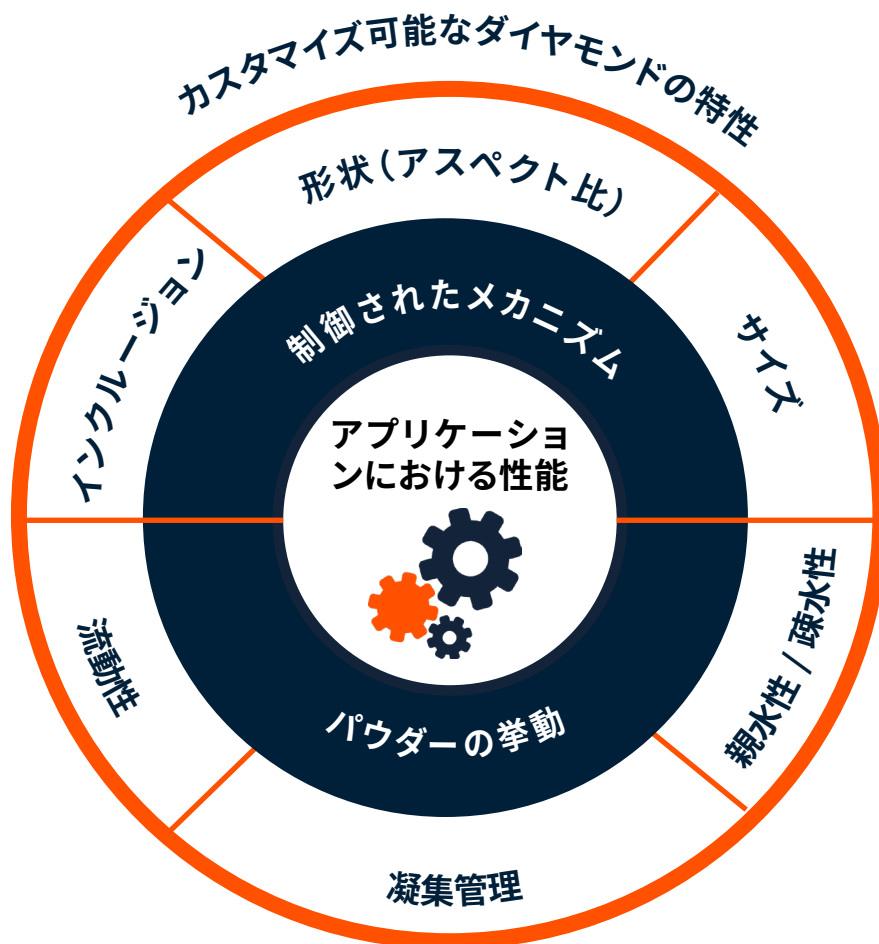 カスタマイズ可能なダイヤモンドの特性
形状（アスペクト比）
インクルージョン
サイズ
制御されたメカニズム
アプリケーショ
ンにおける性能
流動性
親水性 / 疎水性
パウダーの挙動
凝集管理